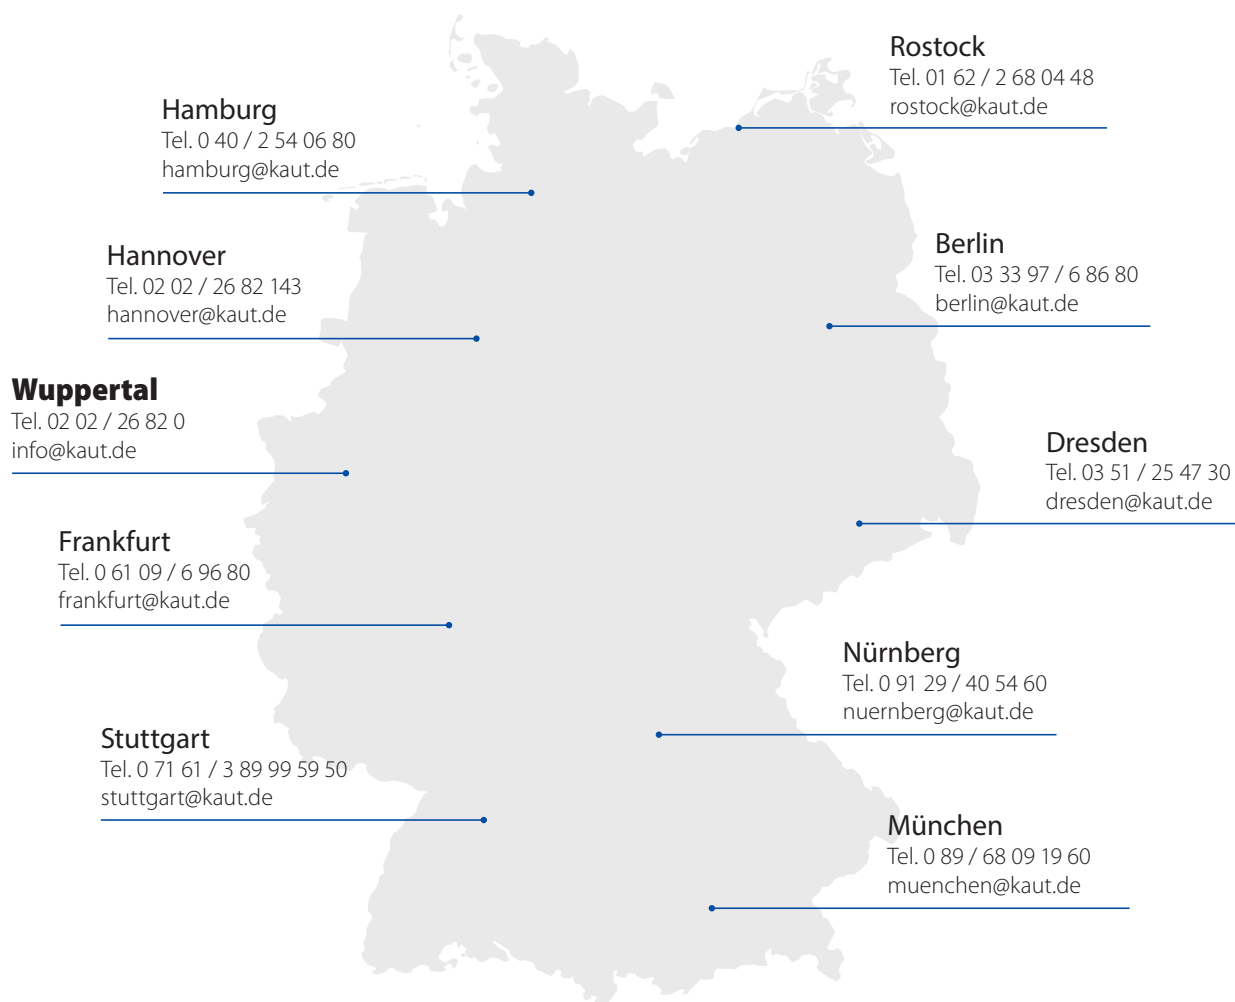 Rostock
Tel. 01 62 / 2 68 04 48
rostock@kaut.de
Hamburg
Tel. 0 40 / 2 54 06 80
hamburg@kaut.de
Berlin
Tel. 03 33 97 / 6 86 80
berlin@kaut.de
Hannover
Tel. 02 02 / 26 82 143
hannover@kaut.de
Wuppertal
Tel. 02 02 / 26 82 0
info@kaut.de
Dresden
Tel. 03 51 / 25 47 30
dresden@kaut.de
Frankfurt
Tel. 0 61 09 / 6 96 80
frankfurt@kaut.de
Nürnberg
Tel. 0 91 29 / 40 54 60
nuernberg@kaut.de
Stuttgart
Tel. 0 71 61 / 3 89 99 59 50
stuttgart@kaut.de
München
Tel. 0 89 / 68 09 19 60
muenchen@kaut.de